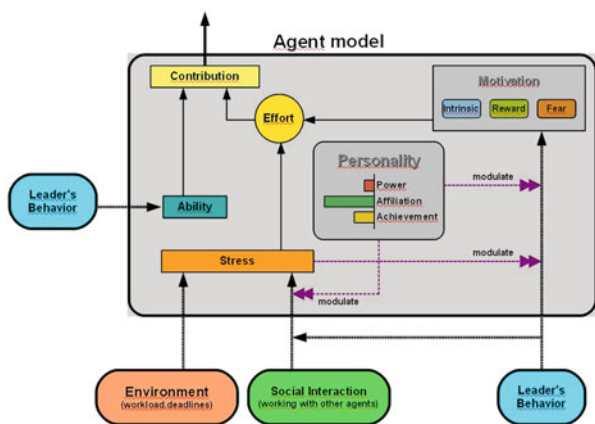 Agent model
Contribution
Motivation
Intrinsic
Reward
Fear
Effort
Personality
Power
Affiliation
Achievement
modulate
Leader's
Behavior
Ability
Stress
modulate
modulate
Environment
(workload,deadlines)
Social Interaction
(working with other agents)
Leader's
Behavior